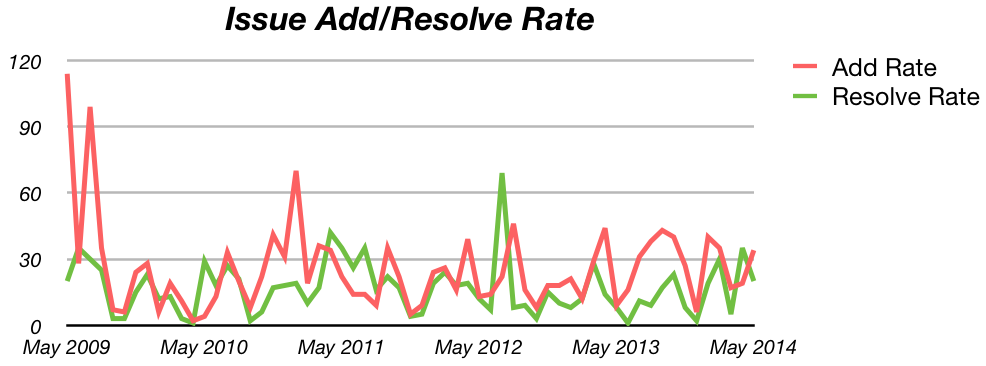 Issue Add/Resolve Rate
120
90
60
30
0
May 2009 May 2010 May 2011 May 2012 May 2013 May 2014
Add Rate
Resolve Rate